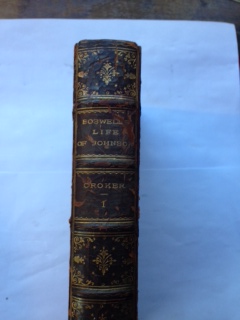 BOSWELL'S
LIFE
OF JOHNSON
CROKER
I